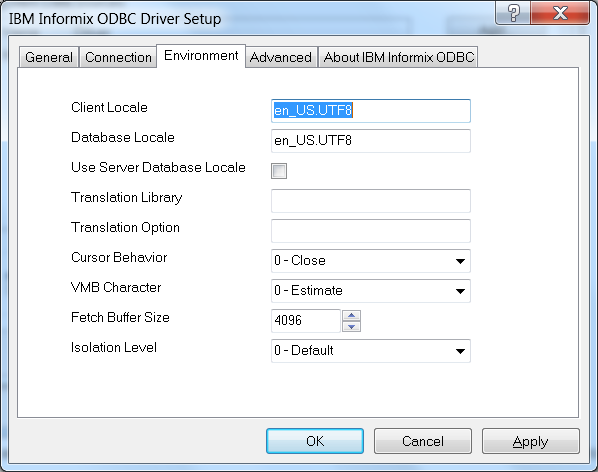 IBM Informix ODBC Driver Setup
General Connection Environment Advanced About IBM Informix ODBC
Client Locale en_US.UTF8
Database Locale en_US.UTF8
Use Server Database Locale
Translation Library
Translation Option
Cursor Behavior 0 - Close
VMB Character 0 - Estimate
Fetch Buffer Size 4096
Isolation Level 0 - Default
OK Cancel Apply